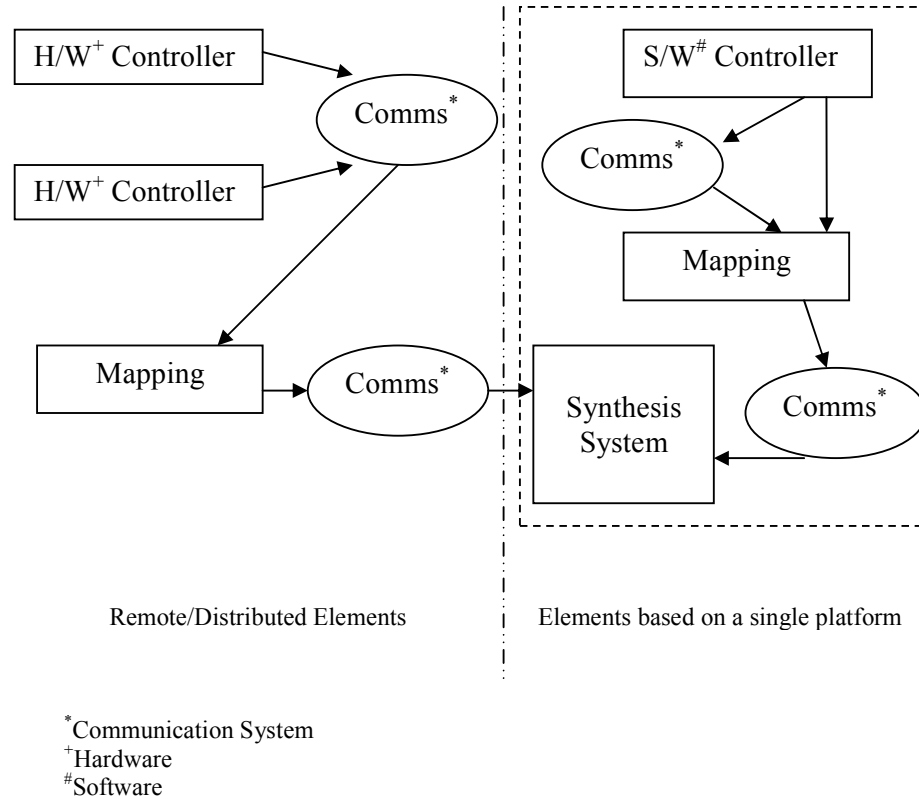 H/W⁺ Controller
Comms*
H/W⁺ Controller
Mapping
Comms*
S/W# Controller
Comms*
Mapping
Synthesis
System
Comms*
Remote/Distributed Elements
Elements based on a single platform
*Communication System
⁺Hardware
#Software